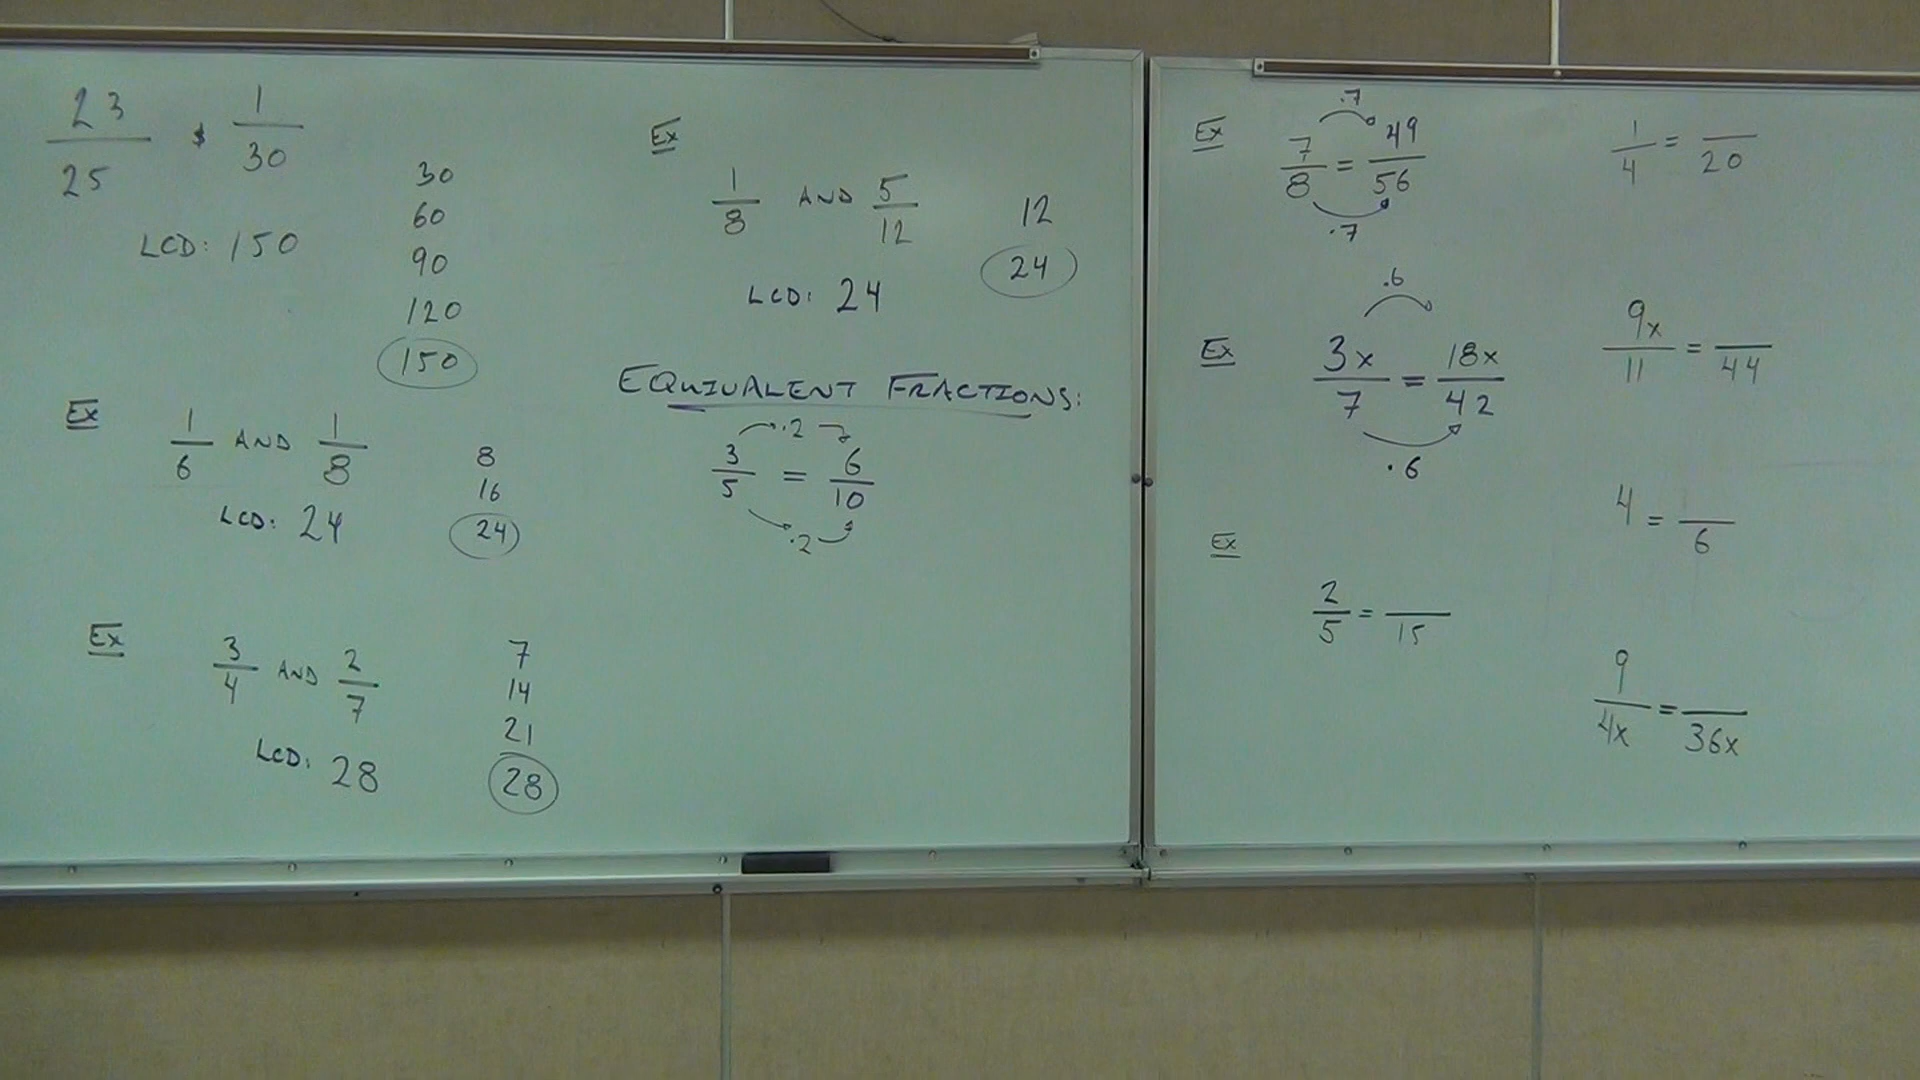 23/25 & 1/30
LCD: 150
30
60
90
120
150
Ex
1/6 AND 1/8
LCD: 24
8
16
24
Ex
3/4 AND 2/7
LCD: 28
7
14
21
28
Ex
1/8 AND 5/12
LCD: 24
12
24
EQUIVALENT FRACTIONS:
·2
3/5 = 6/10
·2
Ex
·7
7/8 = 49/56
·7
Ex
·6
3x/7 = 18x/42
·6
Ex
2/5 = /15
1/4 = /20
9x/11 = /44
4 = /6
9/4x = /36x